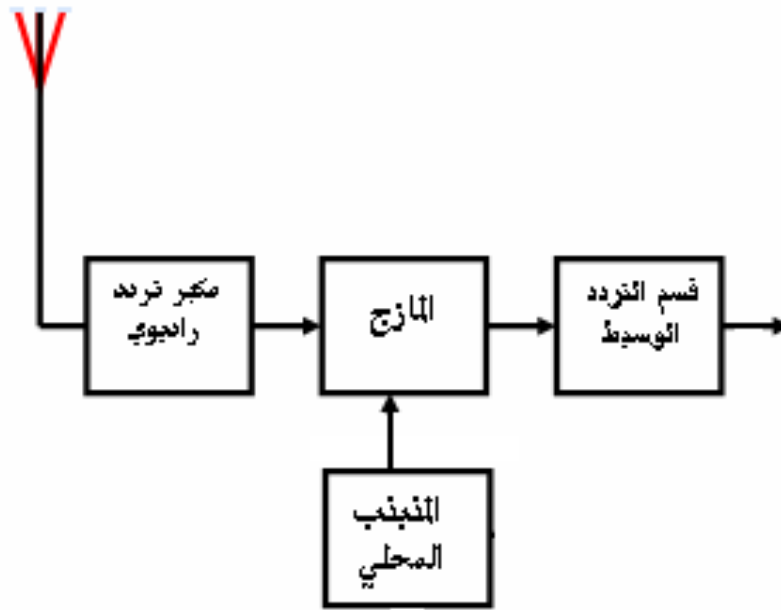 مكبر تردد
راديوي
المازج
قسم التردد
الوسيط
المذبذب
المحلي